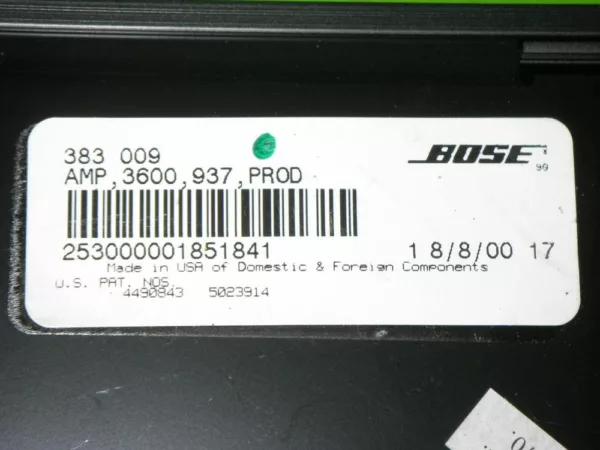 383 009
BOSE
90
AMP,3600,937,PROD
253000001851841 1 8/8/00 17
Made in USA of Domestic & Foreign Components
U.S. PAT. NOS.
4490843 5023914